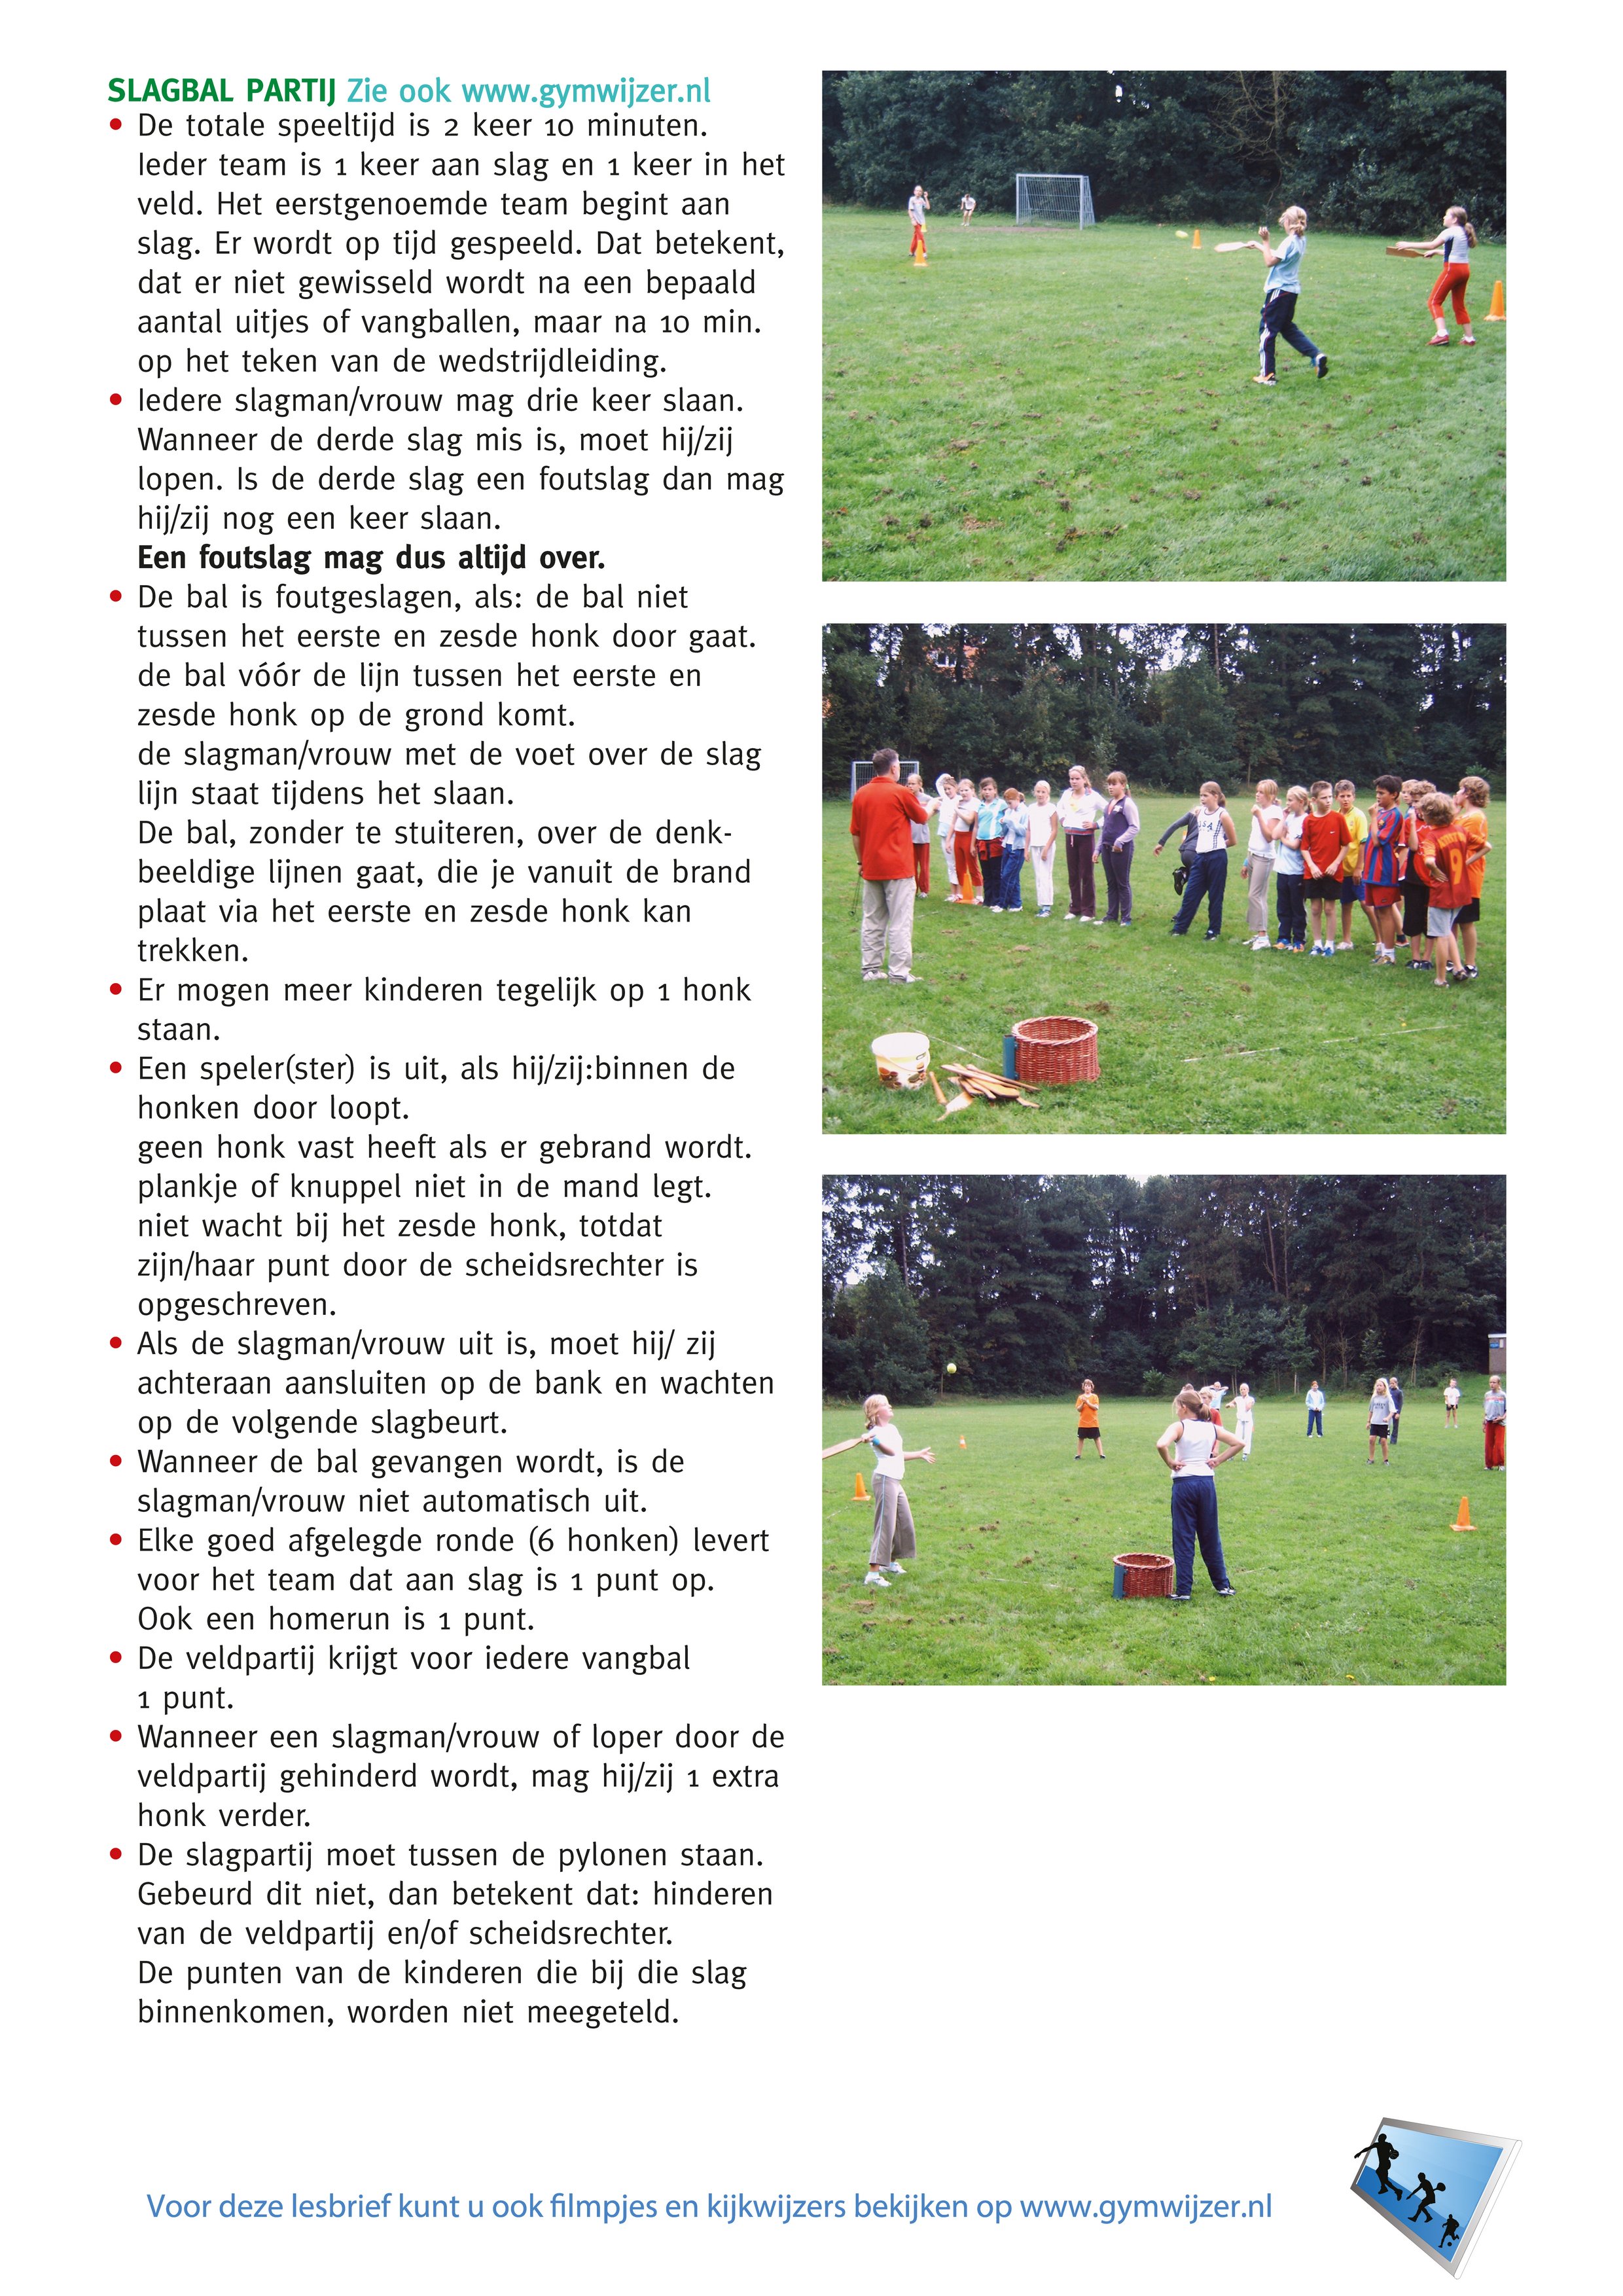 SLAGBAL PARTIJ Zie ook www.gymwijzer.nl
• De totale speeltijd is 2 keer 10 minuten.
Ieder team is 1 keer aan slag en 1 keer in het
veld. Het eerstgenoemde team begint aan
slag. Er wordt op tijd gespeeld. Dat betekent,
dat er niet gewisseld wordt na een bepaald
aantal uitjes of vangballen, maar na 10 min.
op het teken van de wedstrijdleiding.
• Iedere slagman/vrouw mag drie keer slaan.
Wanneer de derde slag mis is, moet hij/zij
lopen. Is de derde slag een foutslag dan mag
hij/zij nog een keer slaan.
Een foutslag mag dus altijd over.
• De bal is foutgeslagen, als: de bal niet
tussen het eerste en zesde honk door gaat.
de bal vóór de lijn tussen het eerste en
zesde honk op de grond komt.
de slagman/vrouw met de voet over de slag
lijn staat tijdens het slaan.
De bal, zonder te stuiteren, over de denk-
beeldige lijnen gaat, die je vanuit de brand
plaat via het eerste en zesde honk kan
trekken.
• Er mogen meer kinderen tegelijk op 1 honk
staan.
• Een speler(ster) is uit, als hij/zij:binnen de
honken door loopt.
geen honk vast heeft als er gebrand wordt.
plankje of knuppel niet in de mand legt.
niet wacht bij het zesde honk, totdat
zijn/haar punt door de scheidsrechter is
opgeschreven.
• Als de slagman/vrouw uit is, moet hij/ zij
achteraan aansluiten op de bank en wachten
op de volgende slagbeurt.
• Wanneer de bal gevangen wordt, is de
slagman/vrouw niet automatisch uit.
• Elke goed afgelegde ronde (6 honken) levert
voor het team dat aan slag is 1 punt op.
Ook een homerun is 1 punt.
• De veldpartij krijgt voor iedere vangbal
1 punt.
• Wanneer een slagman/vrouw of loper door de
veldpartij gehinderd wordt, mag hij/zij 1 extra
honk verder.
• De slagpartij moet tussen de pylonen staan.
Gebeurd dit niet, dan betekent dat: hinderen
van de veldpartij en/of scheidsrechter.
De punten van de kinderen die bij die slag
binnenkomen, worden niet meegeteld.
Voor deze lesbrief kunt u ook filmpjes en kijkwijzers bekijken op www.gymwijzer.nl